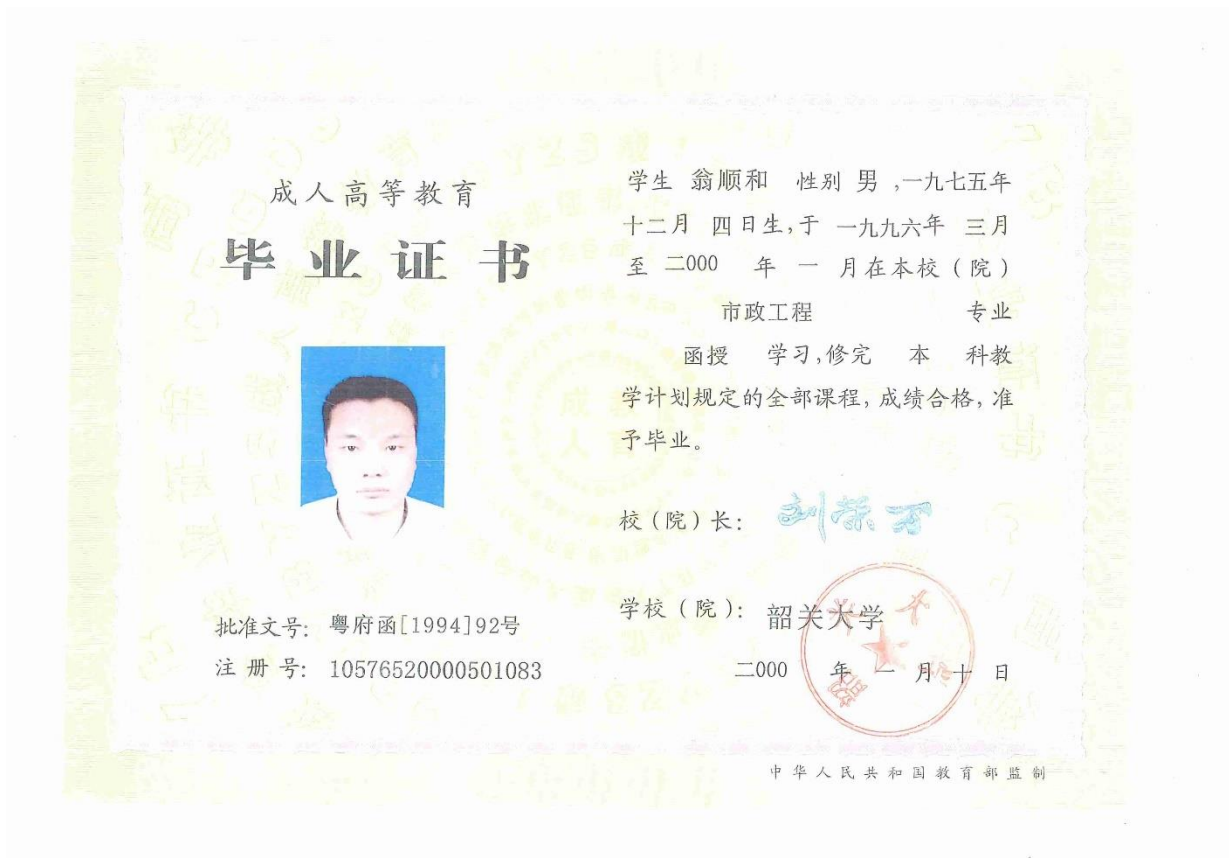 成人高等教育
毕业证书
批准文号: 粤府函[1994]92号
注册号: 10576520000501083
学生 翁顺和 性别 男 ,一九七五年
十二月 四日生,于 一九九六年 三月
至 二000 年 一 月在本校(院)
市政工程 专业
函授 学习,修完 本 科教
学计划规定的全部课程, 成绩合格, 准
予毕业。
校(院)长: 刘荣万
学校(院): 韶关大学
二000 年 一 月 十 日
中华人民共和国教育部监制